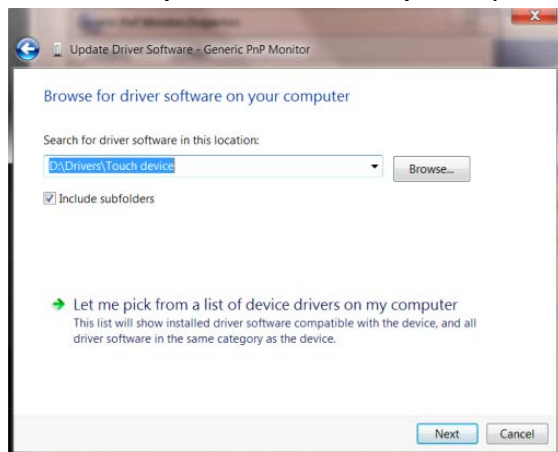 Update Driver Software - Generic PnP Monitor
Browse for driver software on your computer
Search for driver software in this location:
D:\Drivers\Touch device
Browse...
Include subfolders
Let me pick from a list of device drivers on my computer
This list will show installed driver software compatible with the device, and all
driver software in the same category as the device.
Next
Cancel